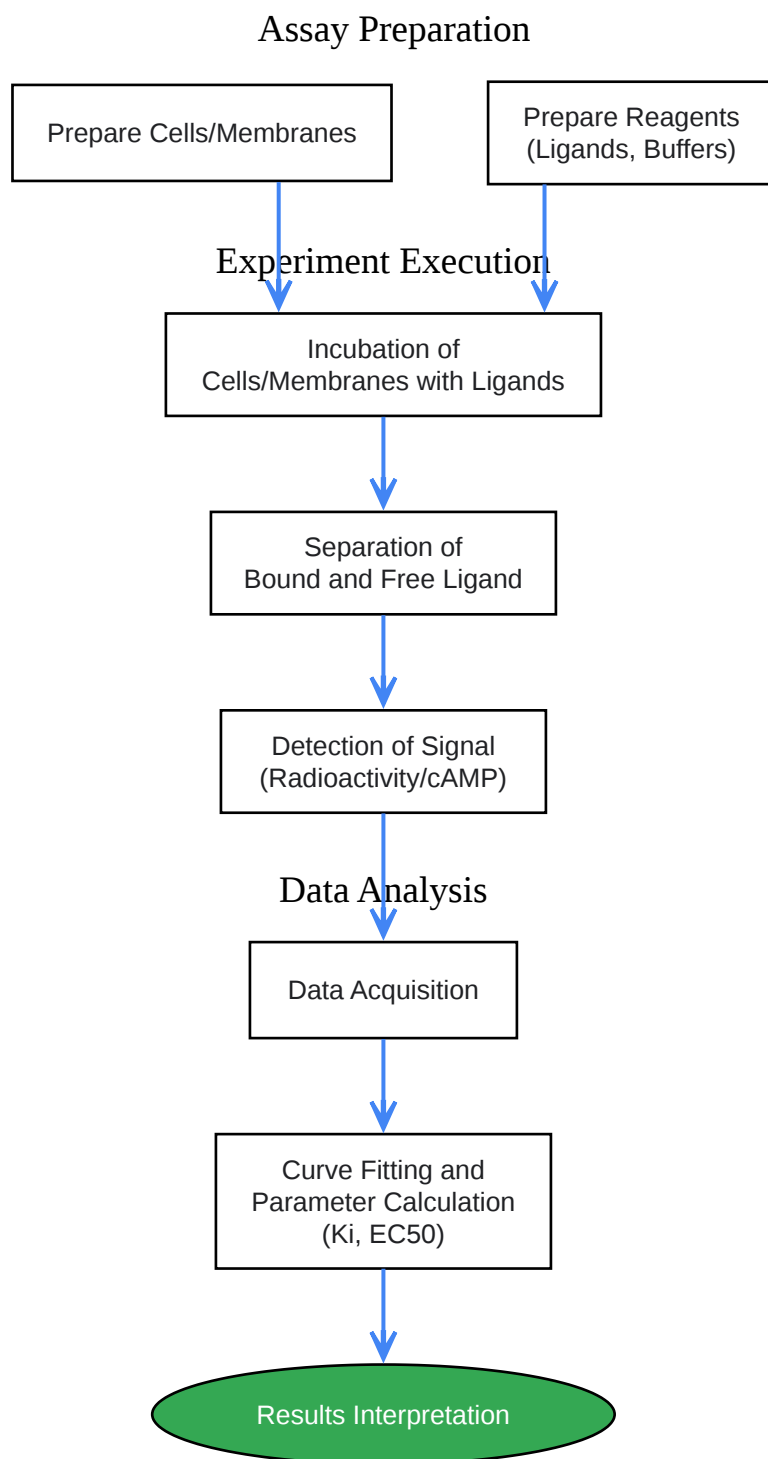 Assay Preparation
Prepare Cells/Membranes
Prepare Reagents
(Ligands, Buffers)
Experiment Execution
Incubation of
Cells/Membranes with Ligands
Separation of
Bound and Free Ligand
Detection of Signal
(Radioactivity/cAMP)
Data Analysis
Data Acquisition
Curve Fitting and
Parameter Calculation
(Ki, EC50)
Results Interpretation